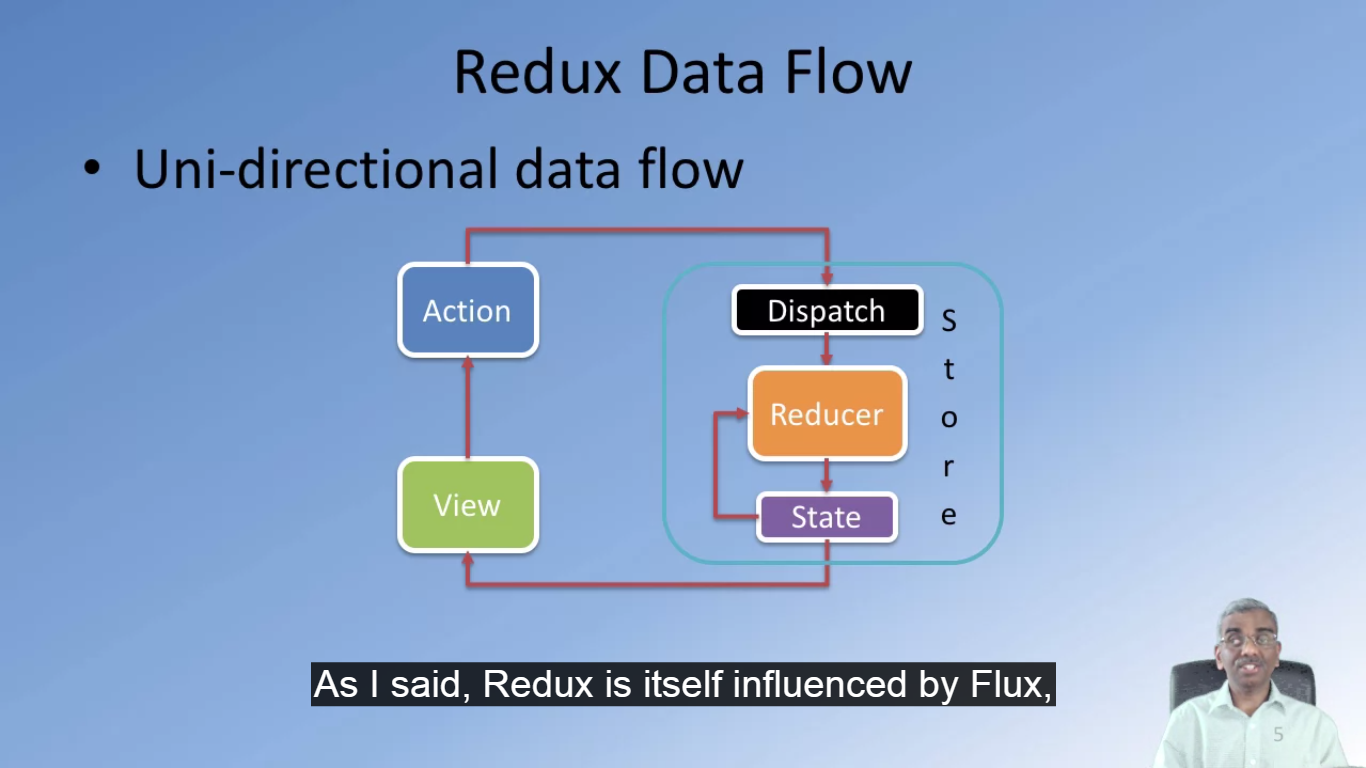 Redux Data Flow
• Uni-directional data flow
Action
Dispatch
Reducer
State
View
S
t
o
r
e
As I said, Redux is itself influenced by Flux,
5